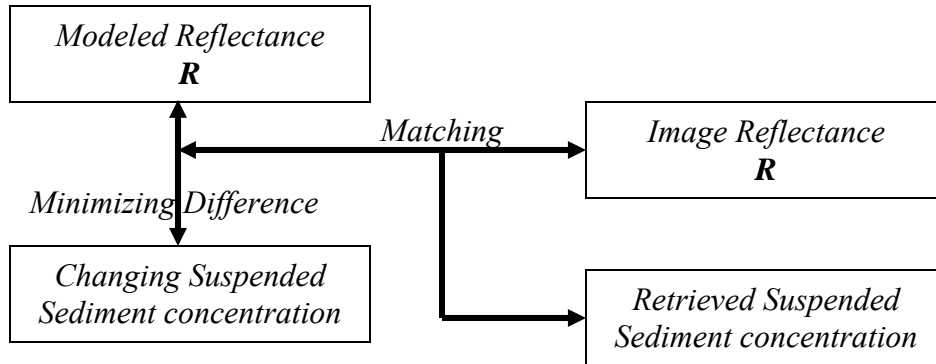 Modeled Reflectance
R
Matching
Image Reflectance
R
Minimizing Difference
Changing Suspended
Sediment concentration
Retrieved Suspended
Sediment concentration